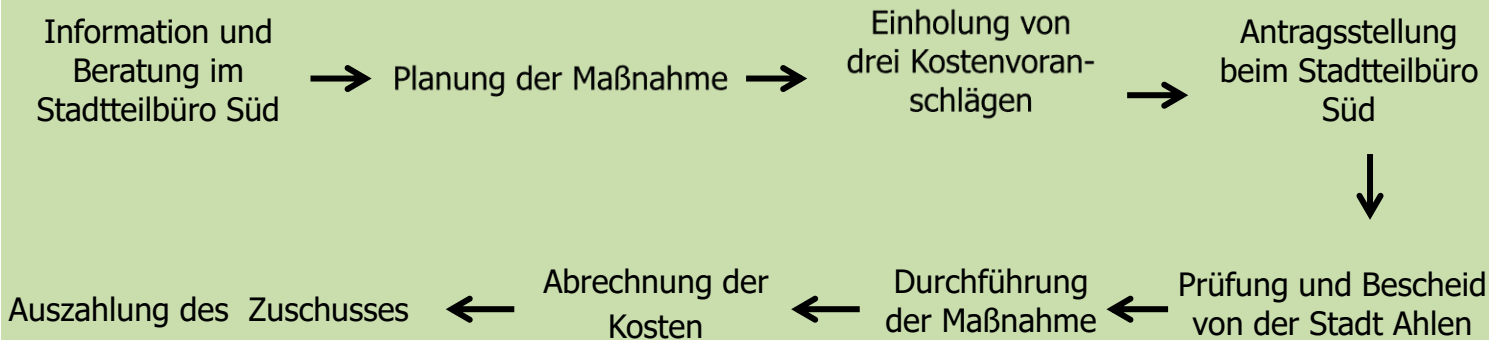 Information und
Beratung im
Stadtteilbüro Süd
Planung der Maßnahme
Einholung von
drei Kostenvoran-
schlägen
Antragsstellung
beim Stadtteilbüro
Süd
Prüfung und Bescheid
von der Stadt Ahlen
Durchführung
der Maßnahme
Abrechnung der
Kosten
Auszahlung des Zuschusses